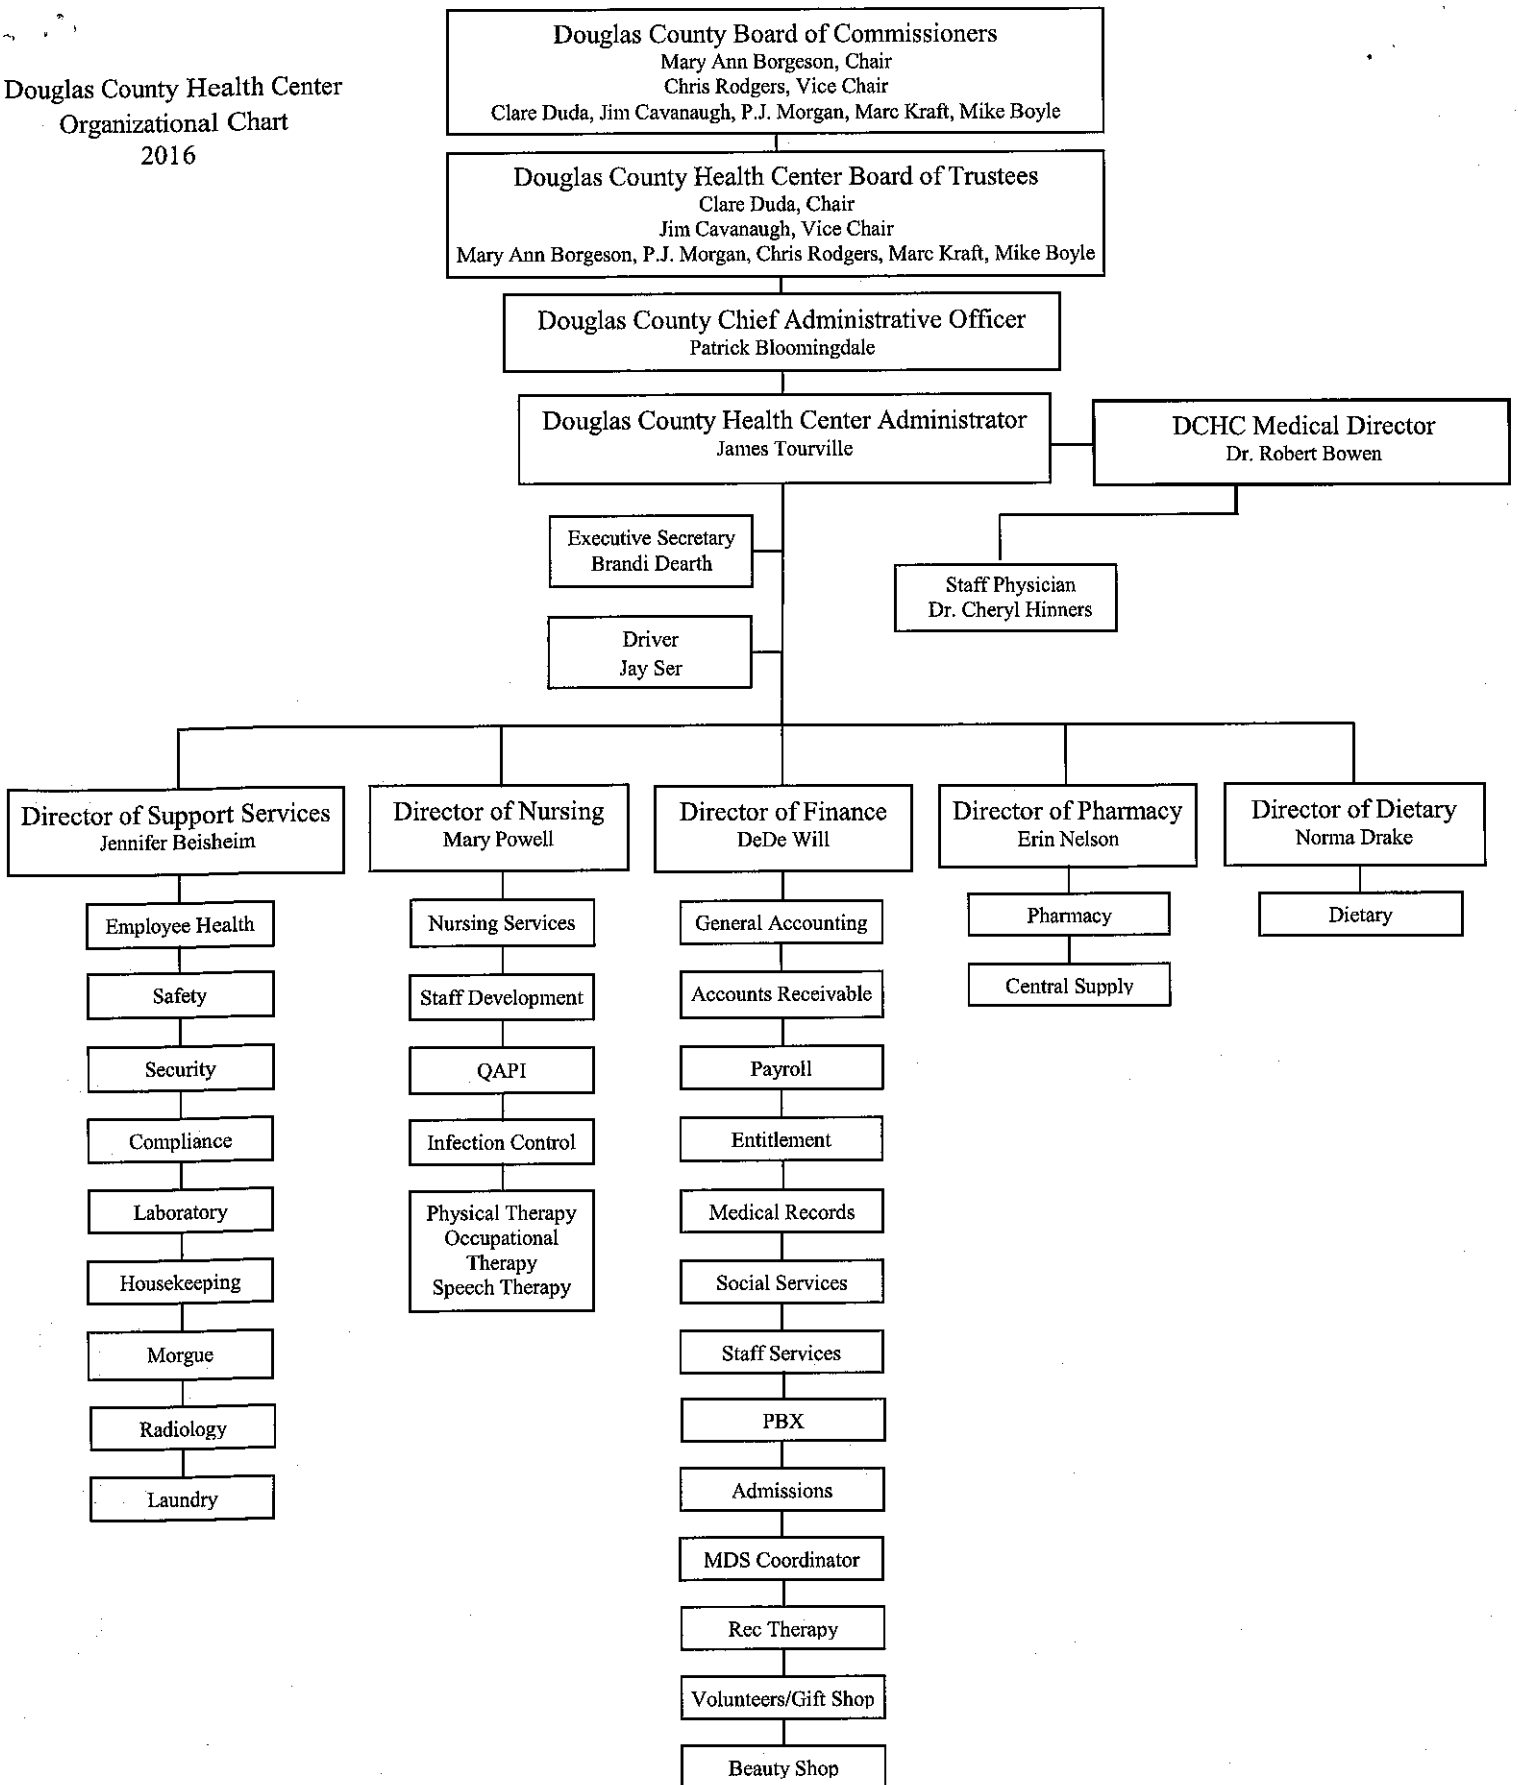 Douglas County Health Center
Organizational Chart
2016
Douglas County Board of Commissioners
Mary Ann Borgeson, Chair
Chris Rodgers, Vice Chair
Clare Duda, Jim Cavanaugh, P.J. Morgan, Marc Kraft, Mike Boyle
Douglas County Health Center Board of Trustees
Clare Duda, Chair
Jim Cavanaugh, Vice Chair
Mary Ann Borgeson, P.J. Morgan, Chris Rodgers, Marc Kraft, Mike Boyle
Douglas County Chief Administrative Officer
Patrick Bloomingdale
Douglas County Health Center Administrator
James Tourville
DCHC Medical Director
Dr. Robert Bowen
Executive Secretary
Brandi Dearth
Staff Physician
Dr. Cheryl Hinners
Driver
Jay Ser
Director of Support Services
Jennifer Beisheim
Employee Health
Safety
Security
Compliance
Laboratory
Housekeeping
Morgue
Radiology
Laundry
Director of Nursing
Mary Powell
Nursing Services
Staff Development
QAPI
Infection Control
Physical Therapy
Occupational
Therapy
Speech Therapy
Director of Finance
DeDe Will
General Accounting
Accounts Receivable
Payroll
Entitlement
Medical Records
Social Services
Staff Services
PBX
Admissions
MDS Coordinator
Rec Therapy
Volunteers/Gift Shop
Beauty Shop
Director of Pharmacy
Erin Nelson
Pharmacy
Central Supply
Director of Dietary
Norma Drake
Dietary